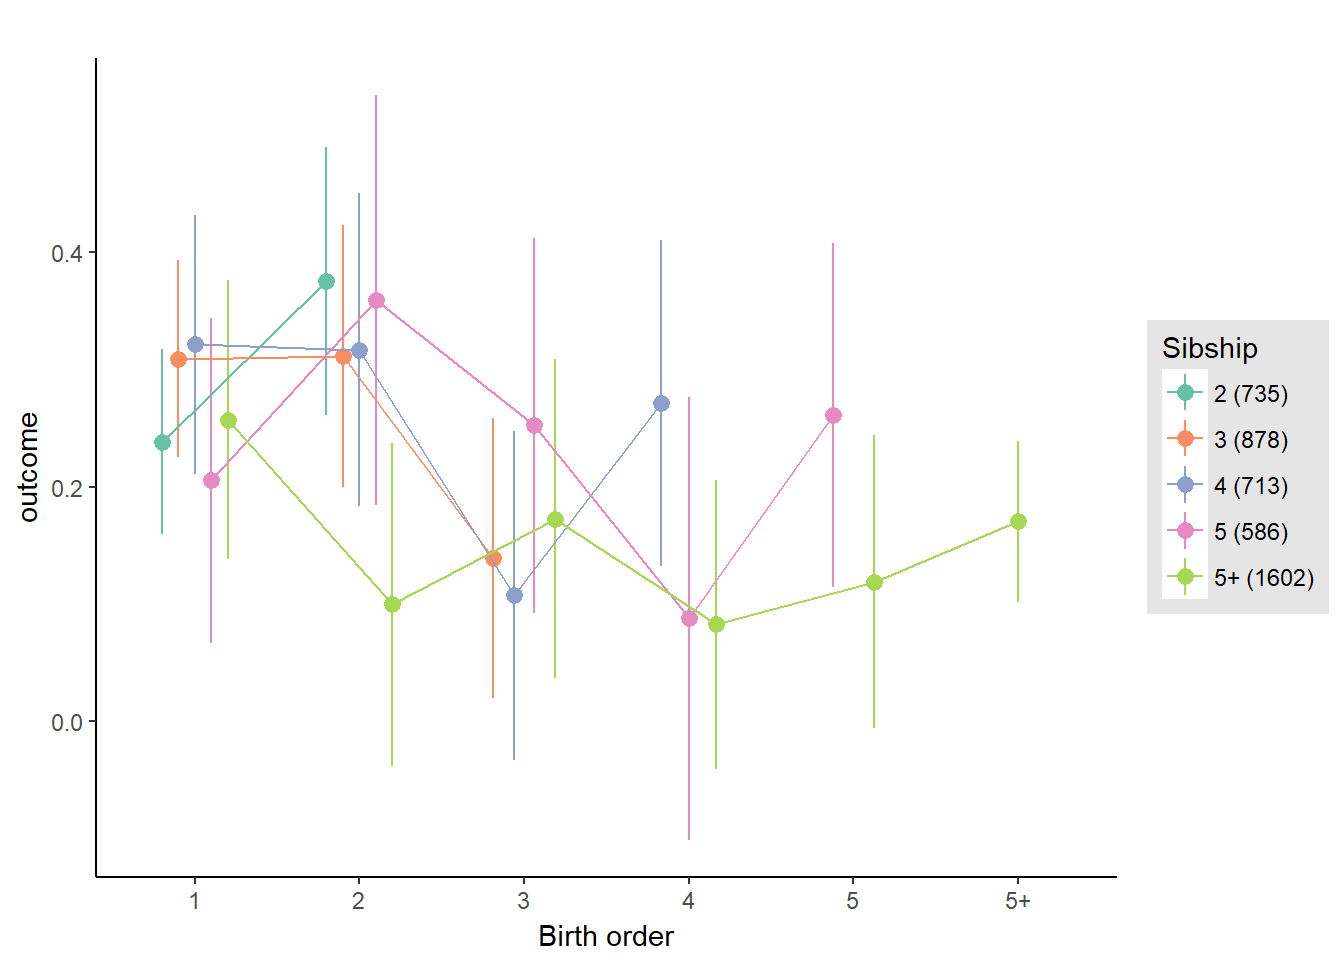 outcome
0.4
0.2
0.0
1 2 3 4 5 5+
Birth order
Sibship
2 (735)
3 (878)
4 (713)
5 (586)
5+ (1602)